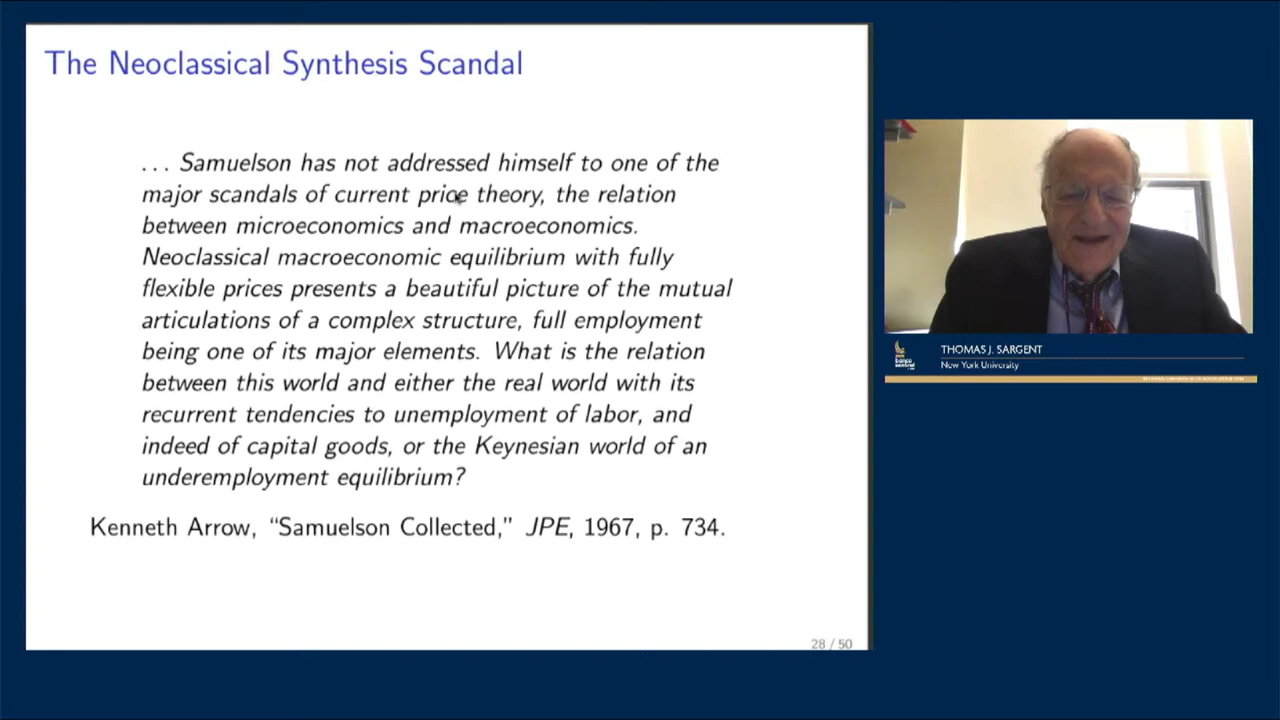 The Neoclassical Synthesis Scandal
... Samuelson has not addressed himself to one of the
major scandals of current price theory, the relation
between microeconomics and macroeconomics.
Neoclassical macroeconomic equilibrium with fully
flexible prices presents a beautiful picture of the mutual
articulations of a complex structure, full employment
being one of its major elements. What is the relation
between this world and either the real world with its
recurrent tendencies to unemployment of labor, and
indeed of capital goods, or the Keynesian world of an
underemployment equilibrium?
Kenneth Arrow, “Samuelson Collected,” JPE, 1967, p. 734.
28 / 50
THOMAS J. SARGENT
New York University